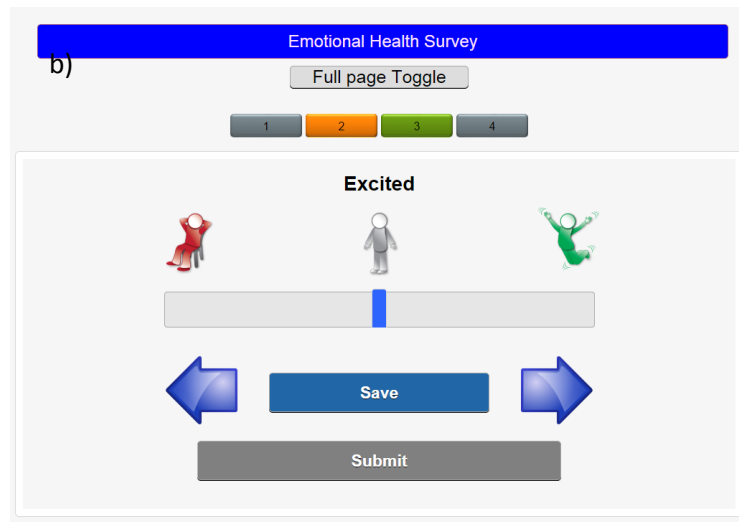 Emotional Health Survey
b)
Full page Toggle
1 2 3 4
Excited
Save
Submit